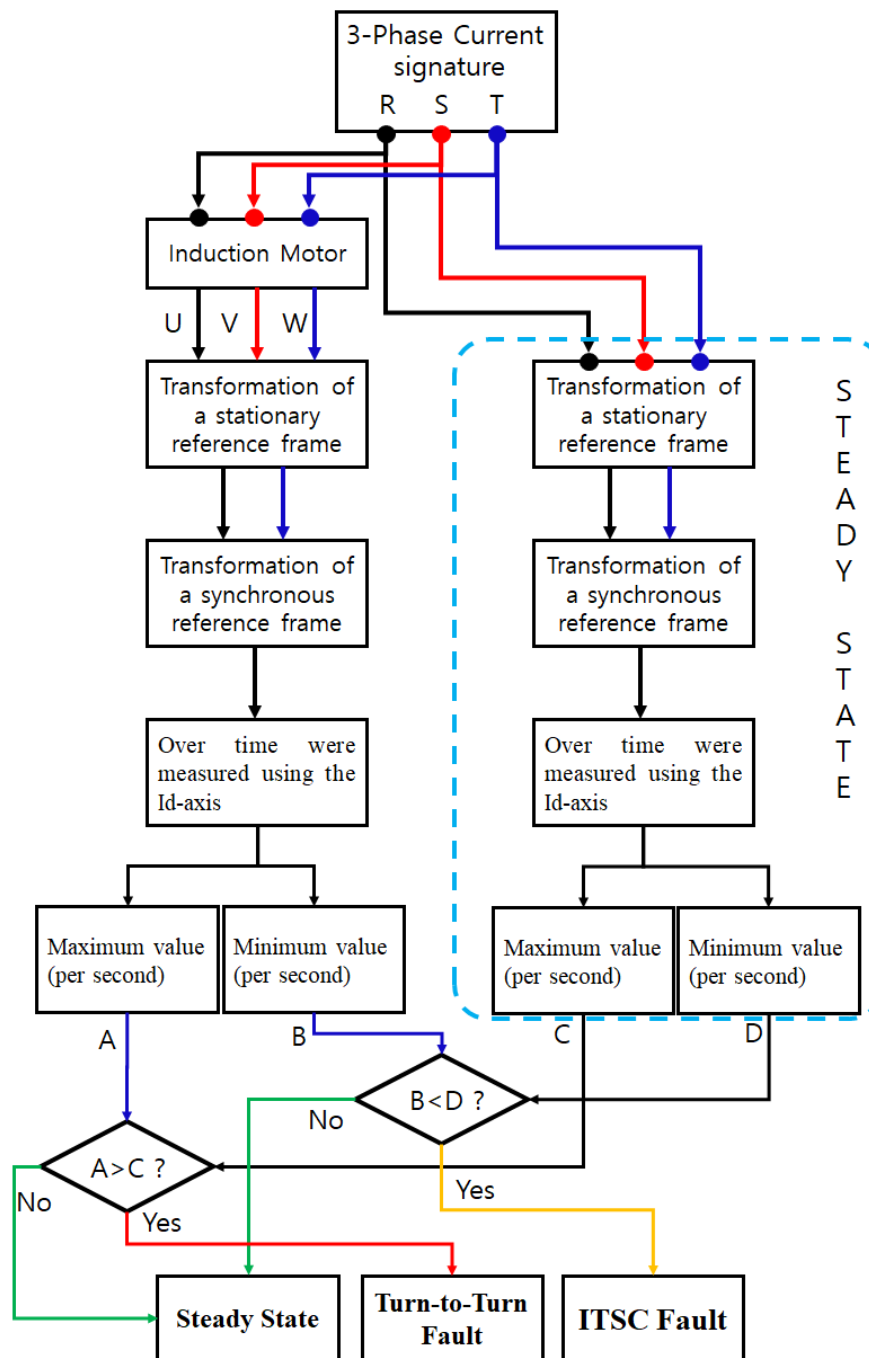 3-Phase Current
signature
R S T
Induction Motor
U V W
Transformation of
a stationary
reference frame
Transformation of
a synchronous
reference frame
Over time were
measured using the
Id-axis
Maximum value
(per second)
Minimum value
(per second)
Transformation of
a stationary
reference frame
Transformation of
a synchronous
reference frame
Over time were
measured using the
Id-axis
Maximum value
(per second)
Minimum value
(per second)
S
T
E
A
D
Y
S
T
A
T
E
A
B
C
D
B<D ?
No
Yes
A>C ?
No
Yes
Steady State
Turn-to-Turn
Fault
ITSC Fault